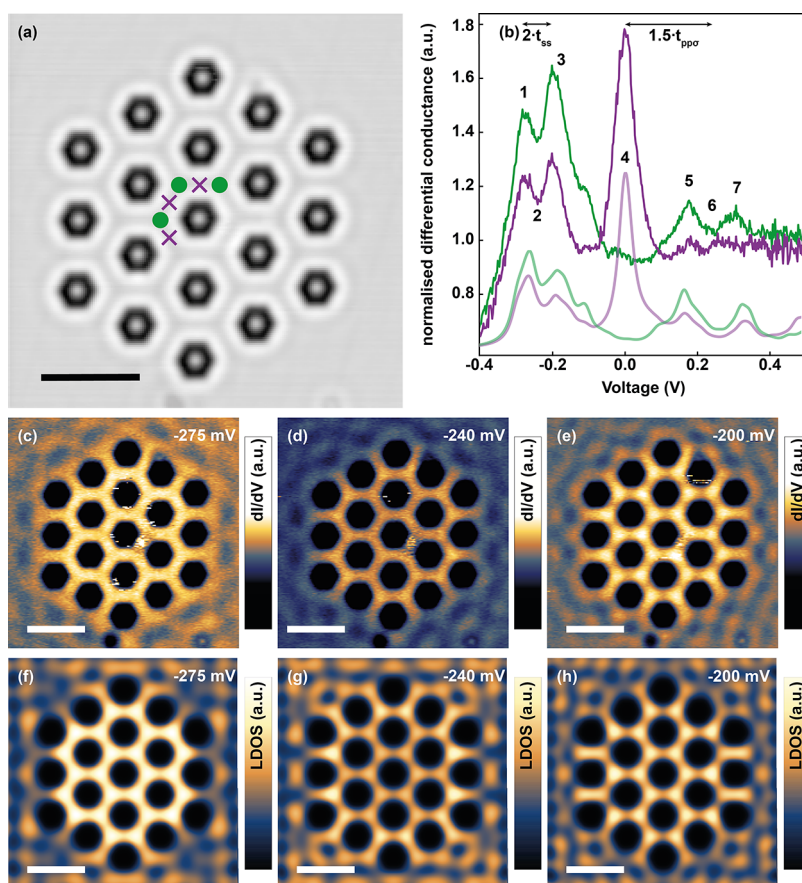 (a)
(b)
2·tss
1.5·tppσ
1
2
3
4
5
6
7
normalised differential conductance (a.u.)
1.8
1.6
1.4
1.2
1.0
0.8
-0.4
-0.2
0.0
0.2
0.4
Voltage (V)
(c)
-275 mV
dI/dV (a.u.)
(d)
-240 mV
dI/dV (a.u.)
(e)
-200 mV
dI/dV (a.u.)
(f)
-275 mV
LDOS (a.u.)
(g)
-240 mV
LDOS (a.u.)
(h)
-200 mV
LDOS (a.u.)